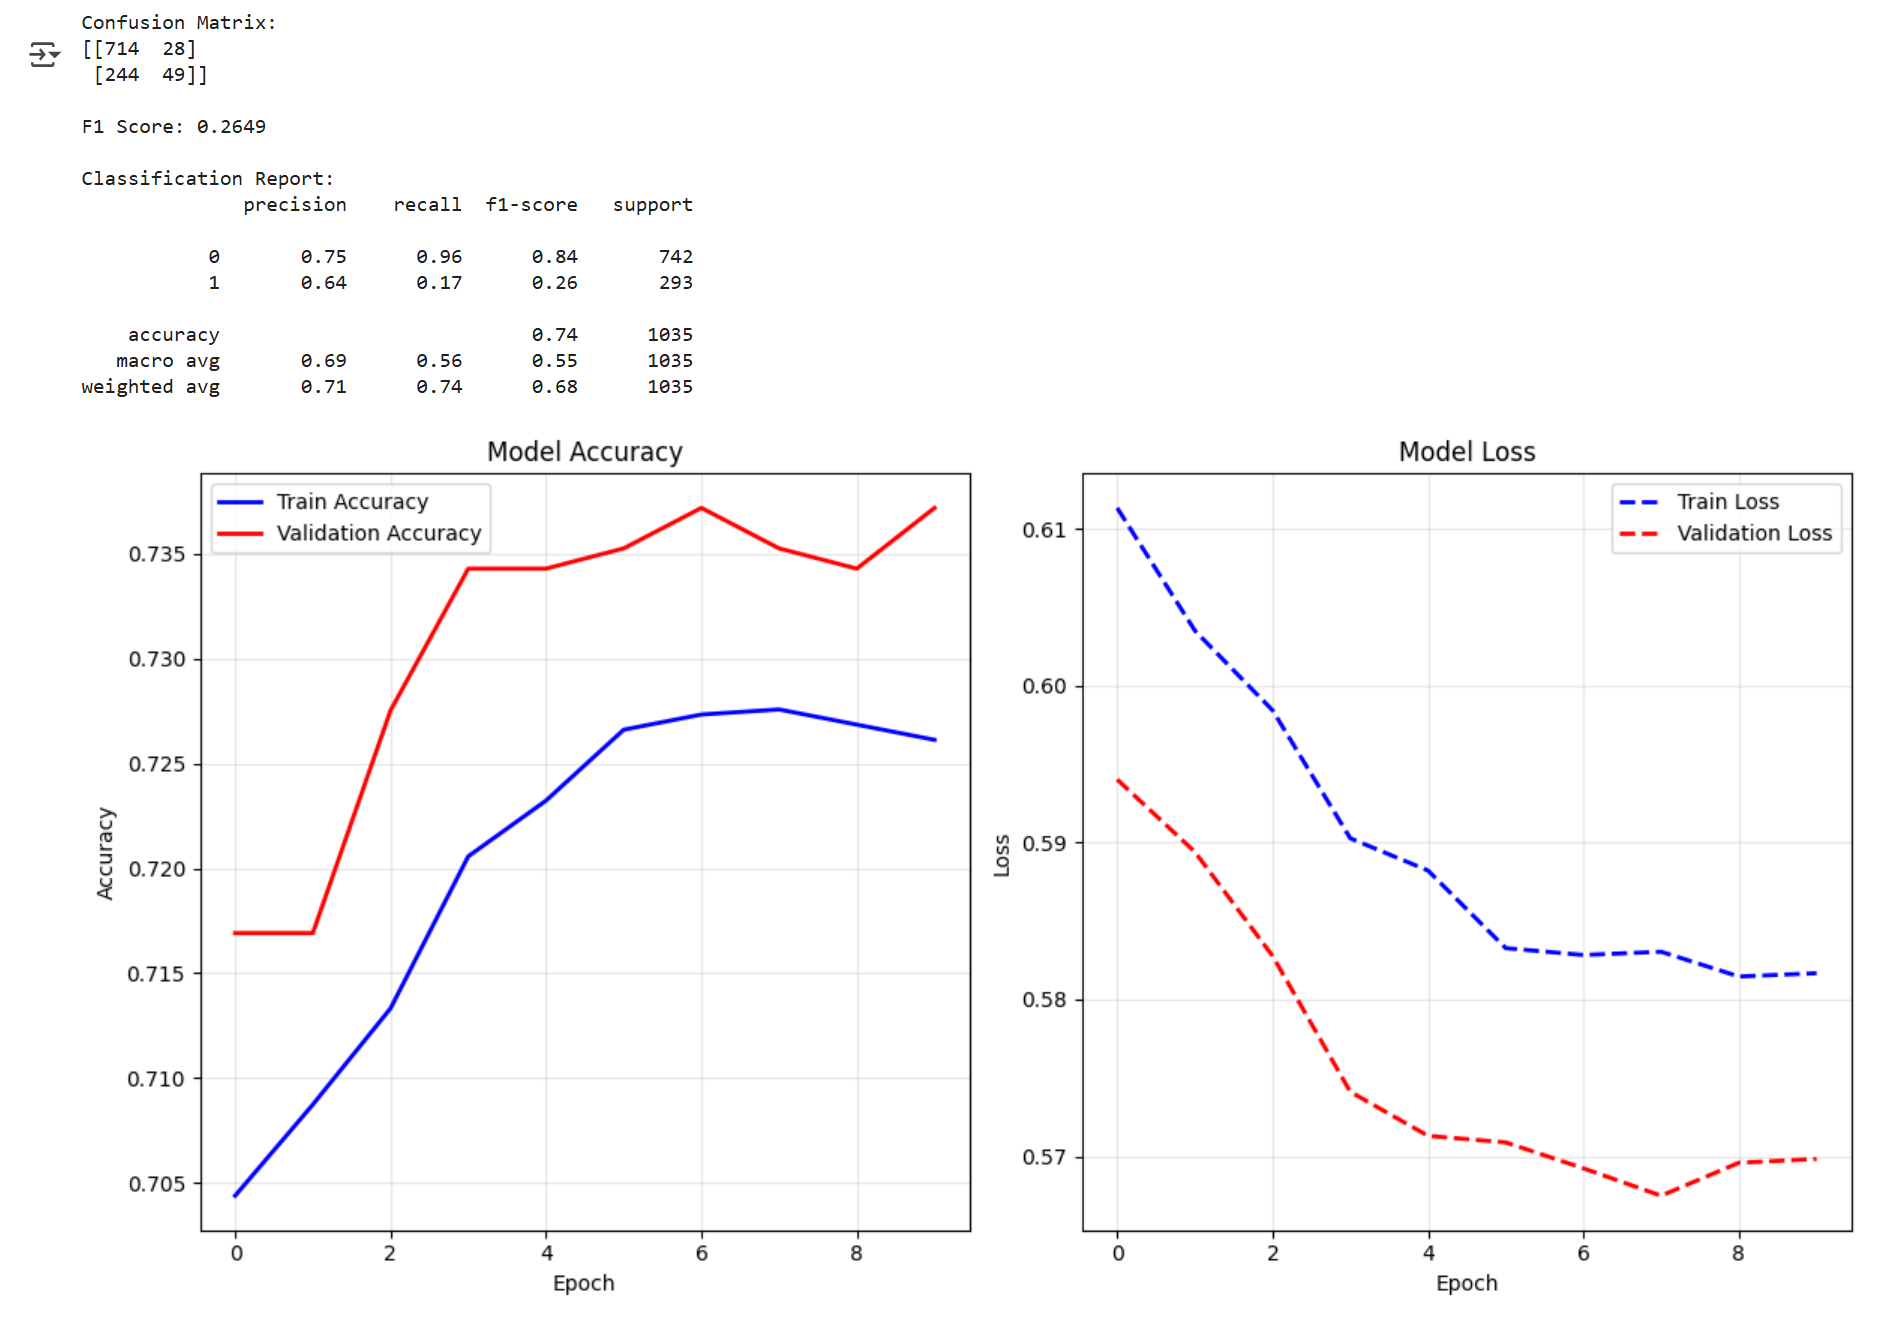 Confusion Matrix:
[[714  28]
 [244  49]]
F1 Score: 0.2649
Classification Report:
              precision    recall  f1-score   support
           0       0.75      0.96      0.84       742
           1       0.64      0.17      0.26       293
    accuracy                           0.74      1035
   macro avg       0.69      0.56      0.55      1035
weighted avg       0.71      0.74      0.68      1035
Model Accuracy
Train Accuracy
Validation Accuracy
0.735
0.730
0.725
0.720
0.715
0.710
0.705
Accuracy
0 2 4 6 8
Epoch
Model Loss
Train Loss
Validation Loss
0.61
0.60
0.59
0.58
0.57
Loss
0 2 4 6 8
Epoch